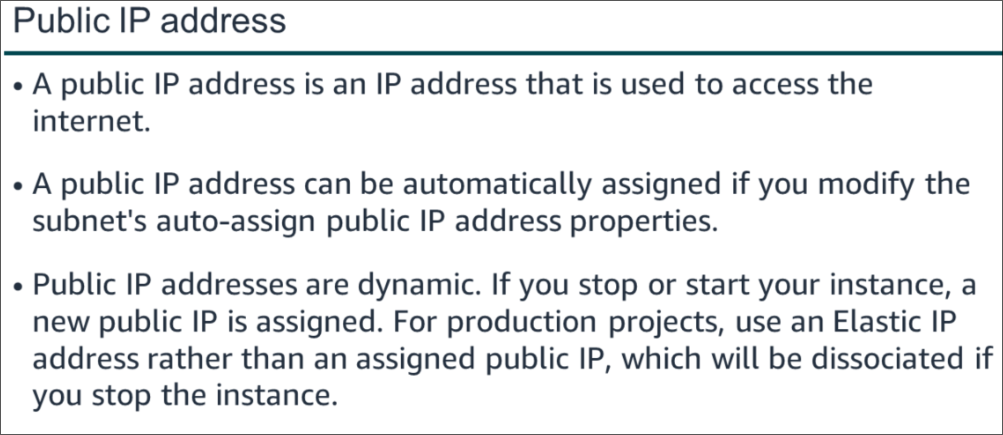 Public IP address
• A public IP address is an IP address that is used to access the
internet.
• A public IP address can be automatically assigned if you modify the
subnet's auto-assign public IP address properties.
• Public IP addresses are dynamic. If you stop or start your instance, a
new public IP is assigned. For production projects, use an Elastic IP
address rather than an assigned public IP, which will be dissociated if
you stop the instance.